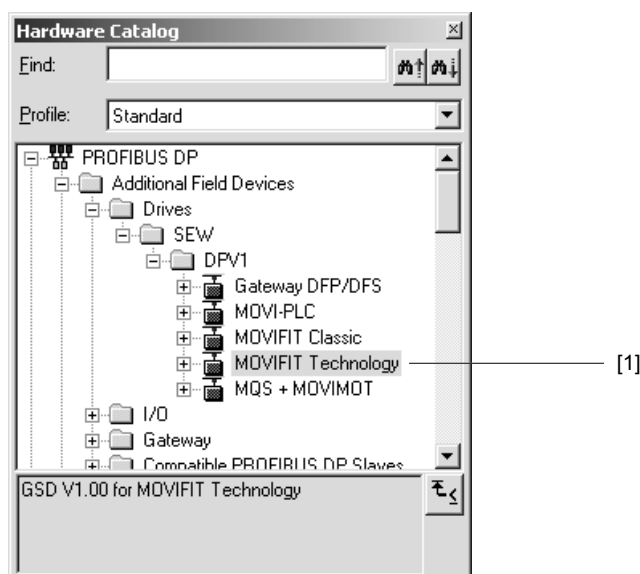 Hardware Catalog
Find:
Profile: Standard
PROFIBUS DP
Additional Field Devices
Drives
SEW
DPV1
Gateway DFP/DFS
MOVI-PLC
MOVIFIT Classic
MOVIFIT Technology [1]
MQS + MOVIMOT
I/O
Gateway
Compatible PROFIBUS DP Slaves
GSD V1.00 for MOVIFIT Technology